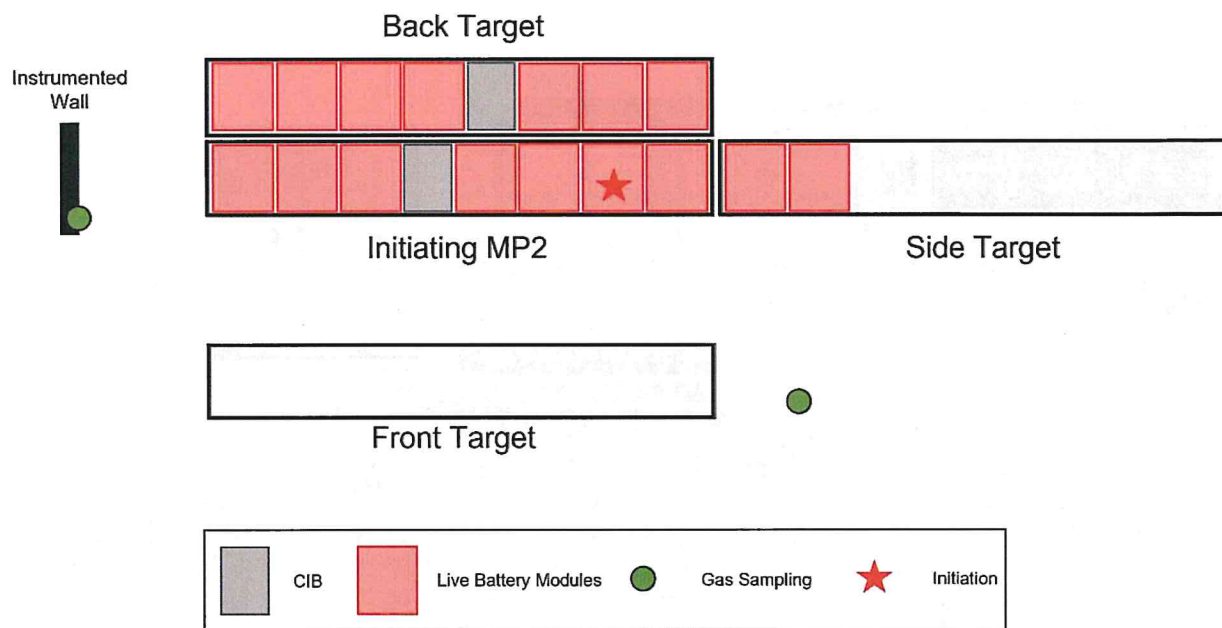 Back Target
Instrumented
Wall
Initiating MP2
Side Target
Front Target
CIB
Live Battery Modules
Gas Sampling
Initiation